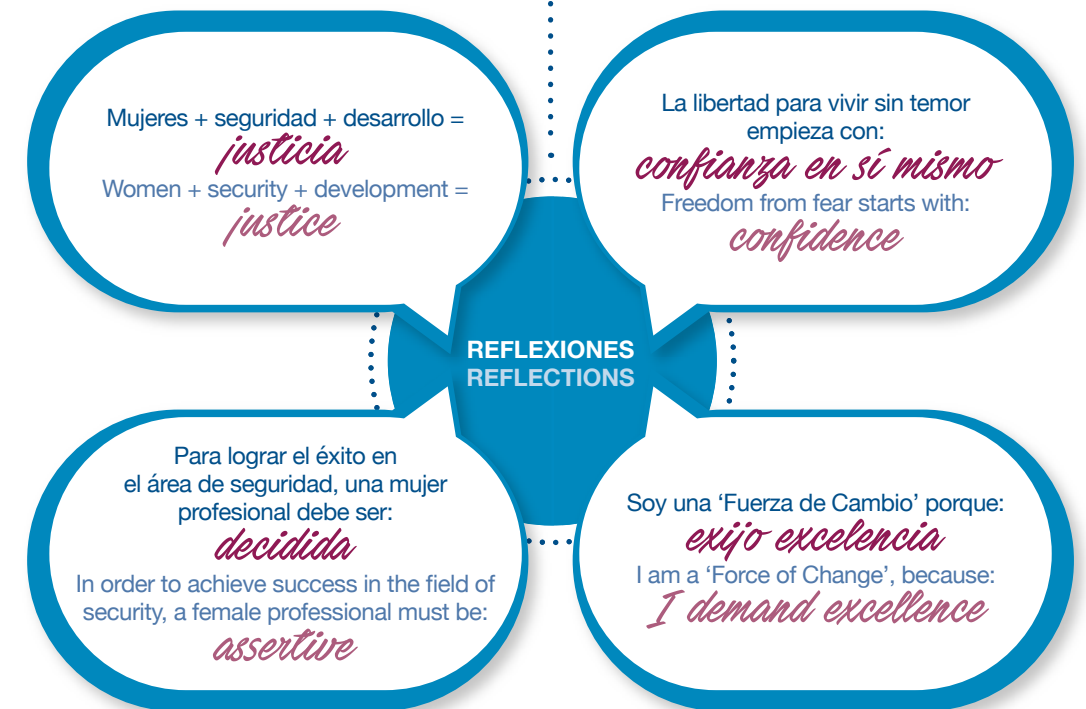 Mujeres + seguridad + desarrollo =
justicia
Women + security + development =
justice
La libertad para vivir sin temor
empieza con:
confianza en sí mismo
Freedom from fear starts with:
confidence
REFLEXIONES
REFLECTIONS
Para lograr el éxito en
el área de seguridad, una mujer
profesional debe ser:
decidida
In order to achieve success in the field of
security, a female professional must be:
assertive
Soy una ‘Fuerza de Cambio’ porque:
exijo excelencia
I am a ‘Force of Change’, because:
I demand excellence